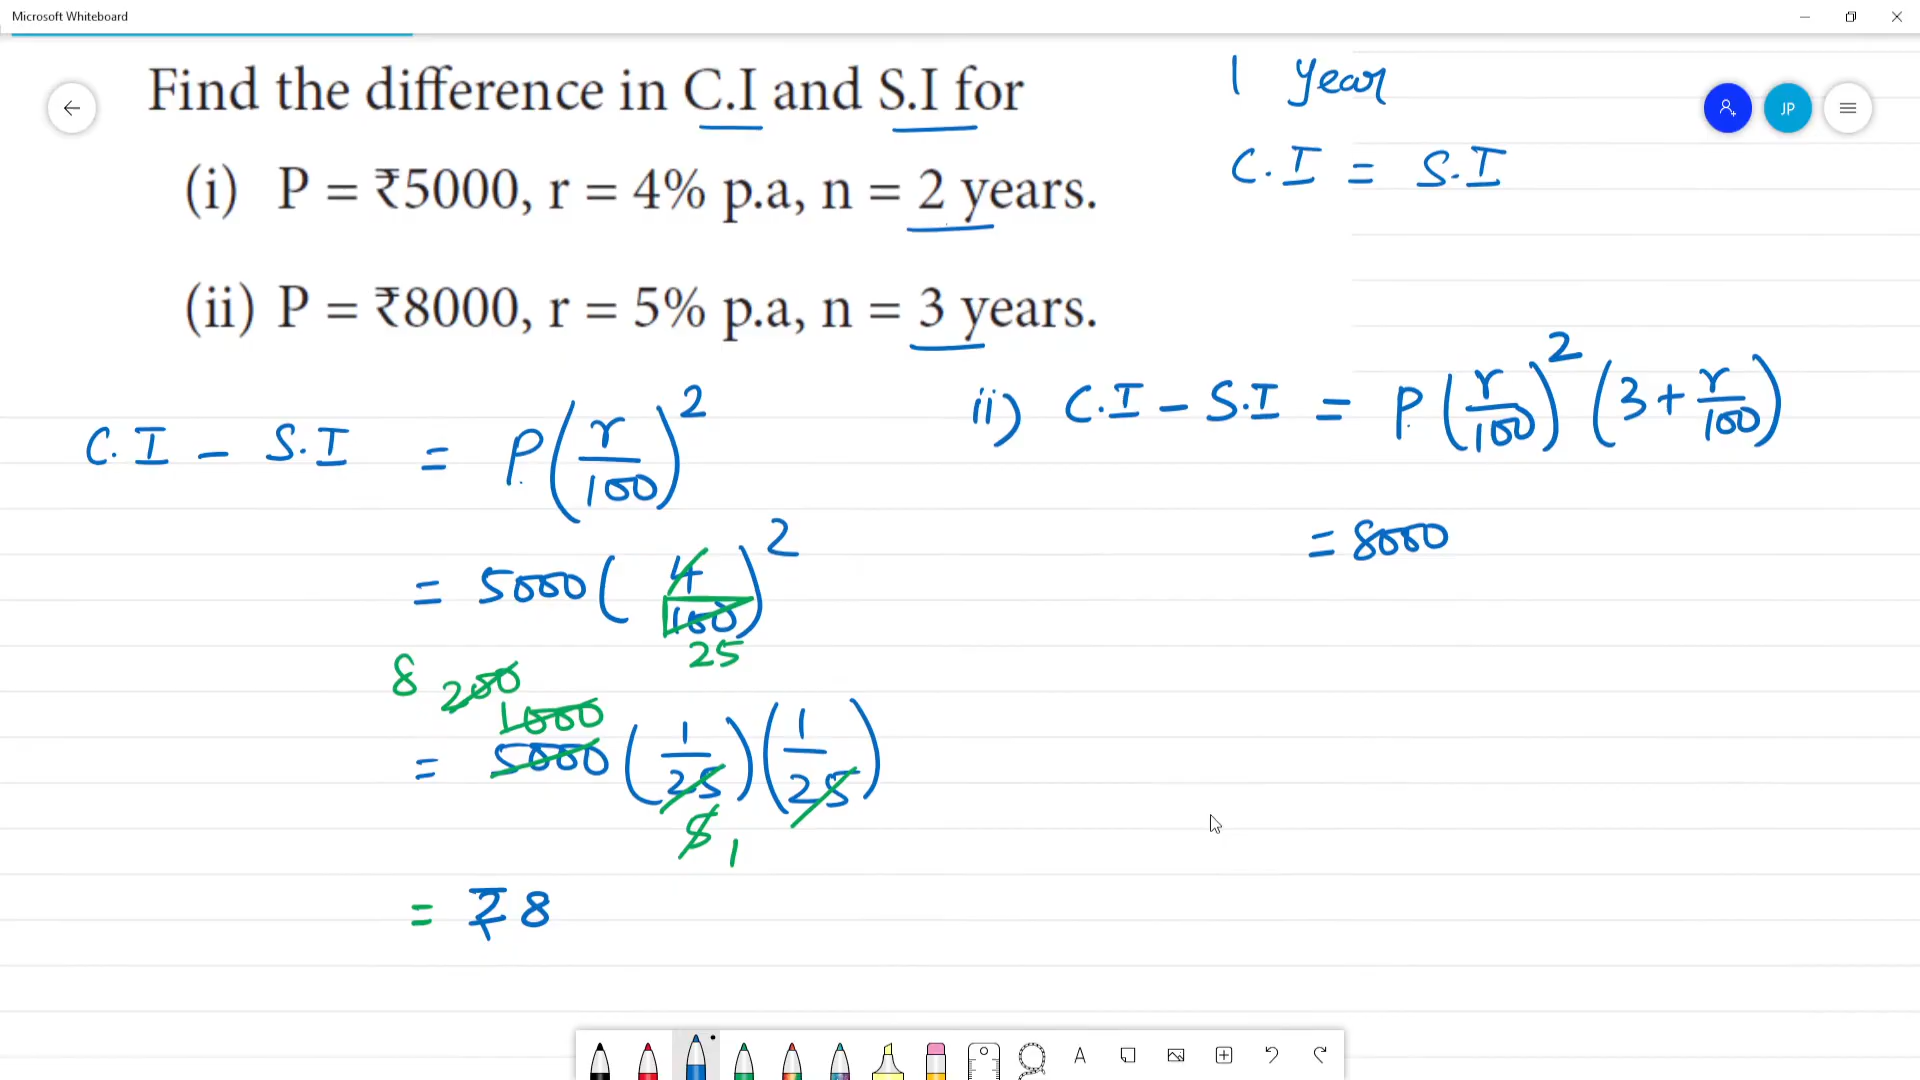 Microsoft Whiteboard
Find the difference in C.I and S.I for
(i) P = ₹5000, r = 4% p.a, n = 2 years.
(ii) P = ₹8000, r = 5% p.a, n = 3 years.
1 year
C.I = S.I
JP
C.I - S.I = P(r/100)²
= 5000(4/100)²
25
8 200
1000
= 5000(1/25)(1/25)
5 1
= ₹8
ii) C.I - S.I = P(r/100)²(3+r/100)
= 8000
A